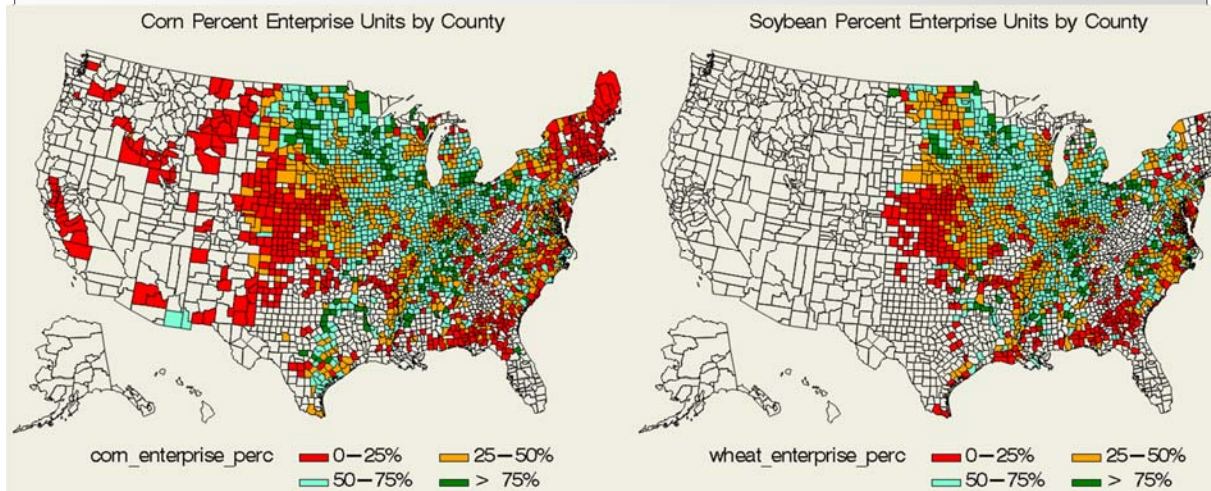 Corn Percent Enterprise Units by County
Soybean Percent Enterprise Units by County
corn_enterprise_perc 0-25% 25-50%
50-75% > 75%
wheat_enterprise_perc 0-25% 25-50%
50-75% > 75%